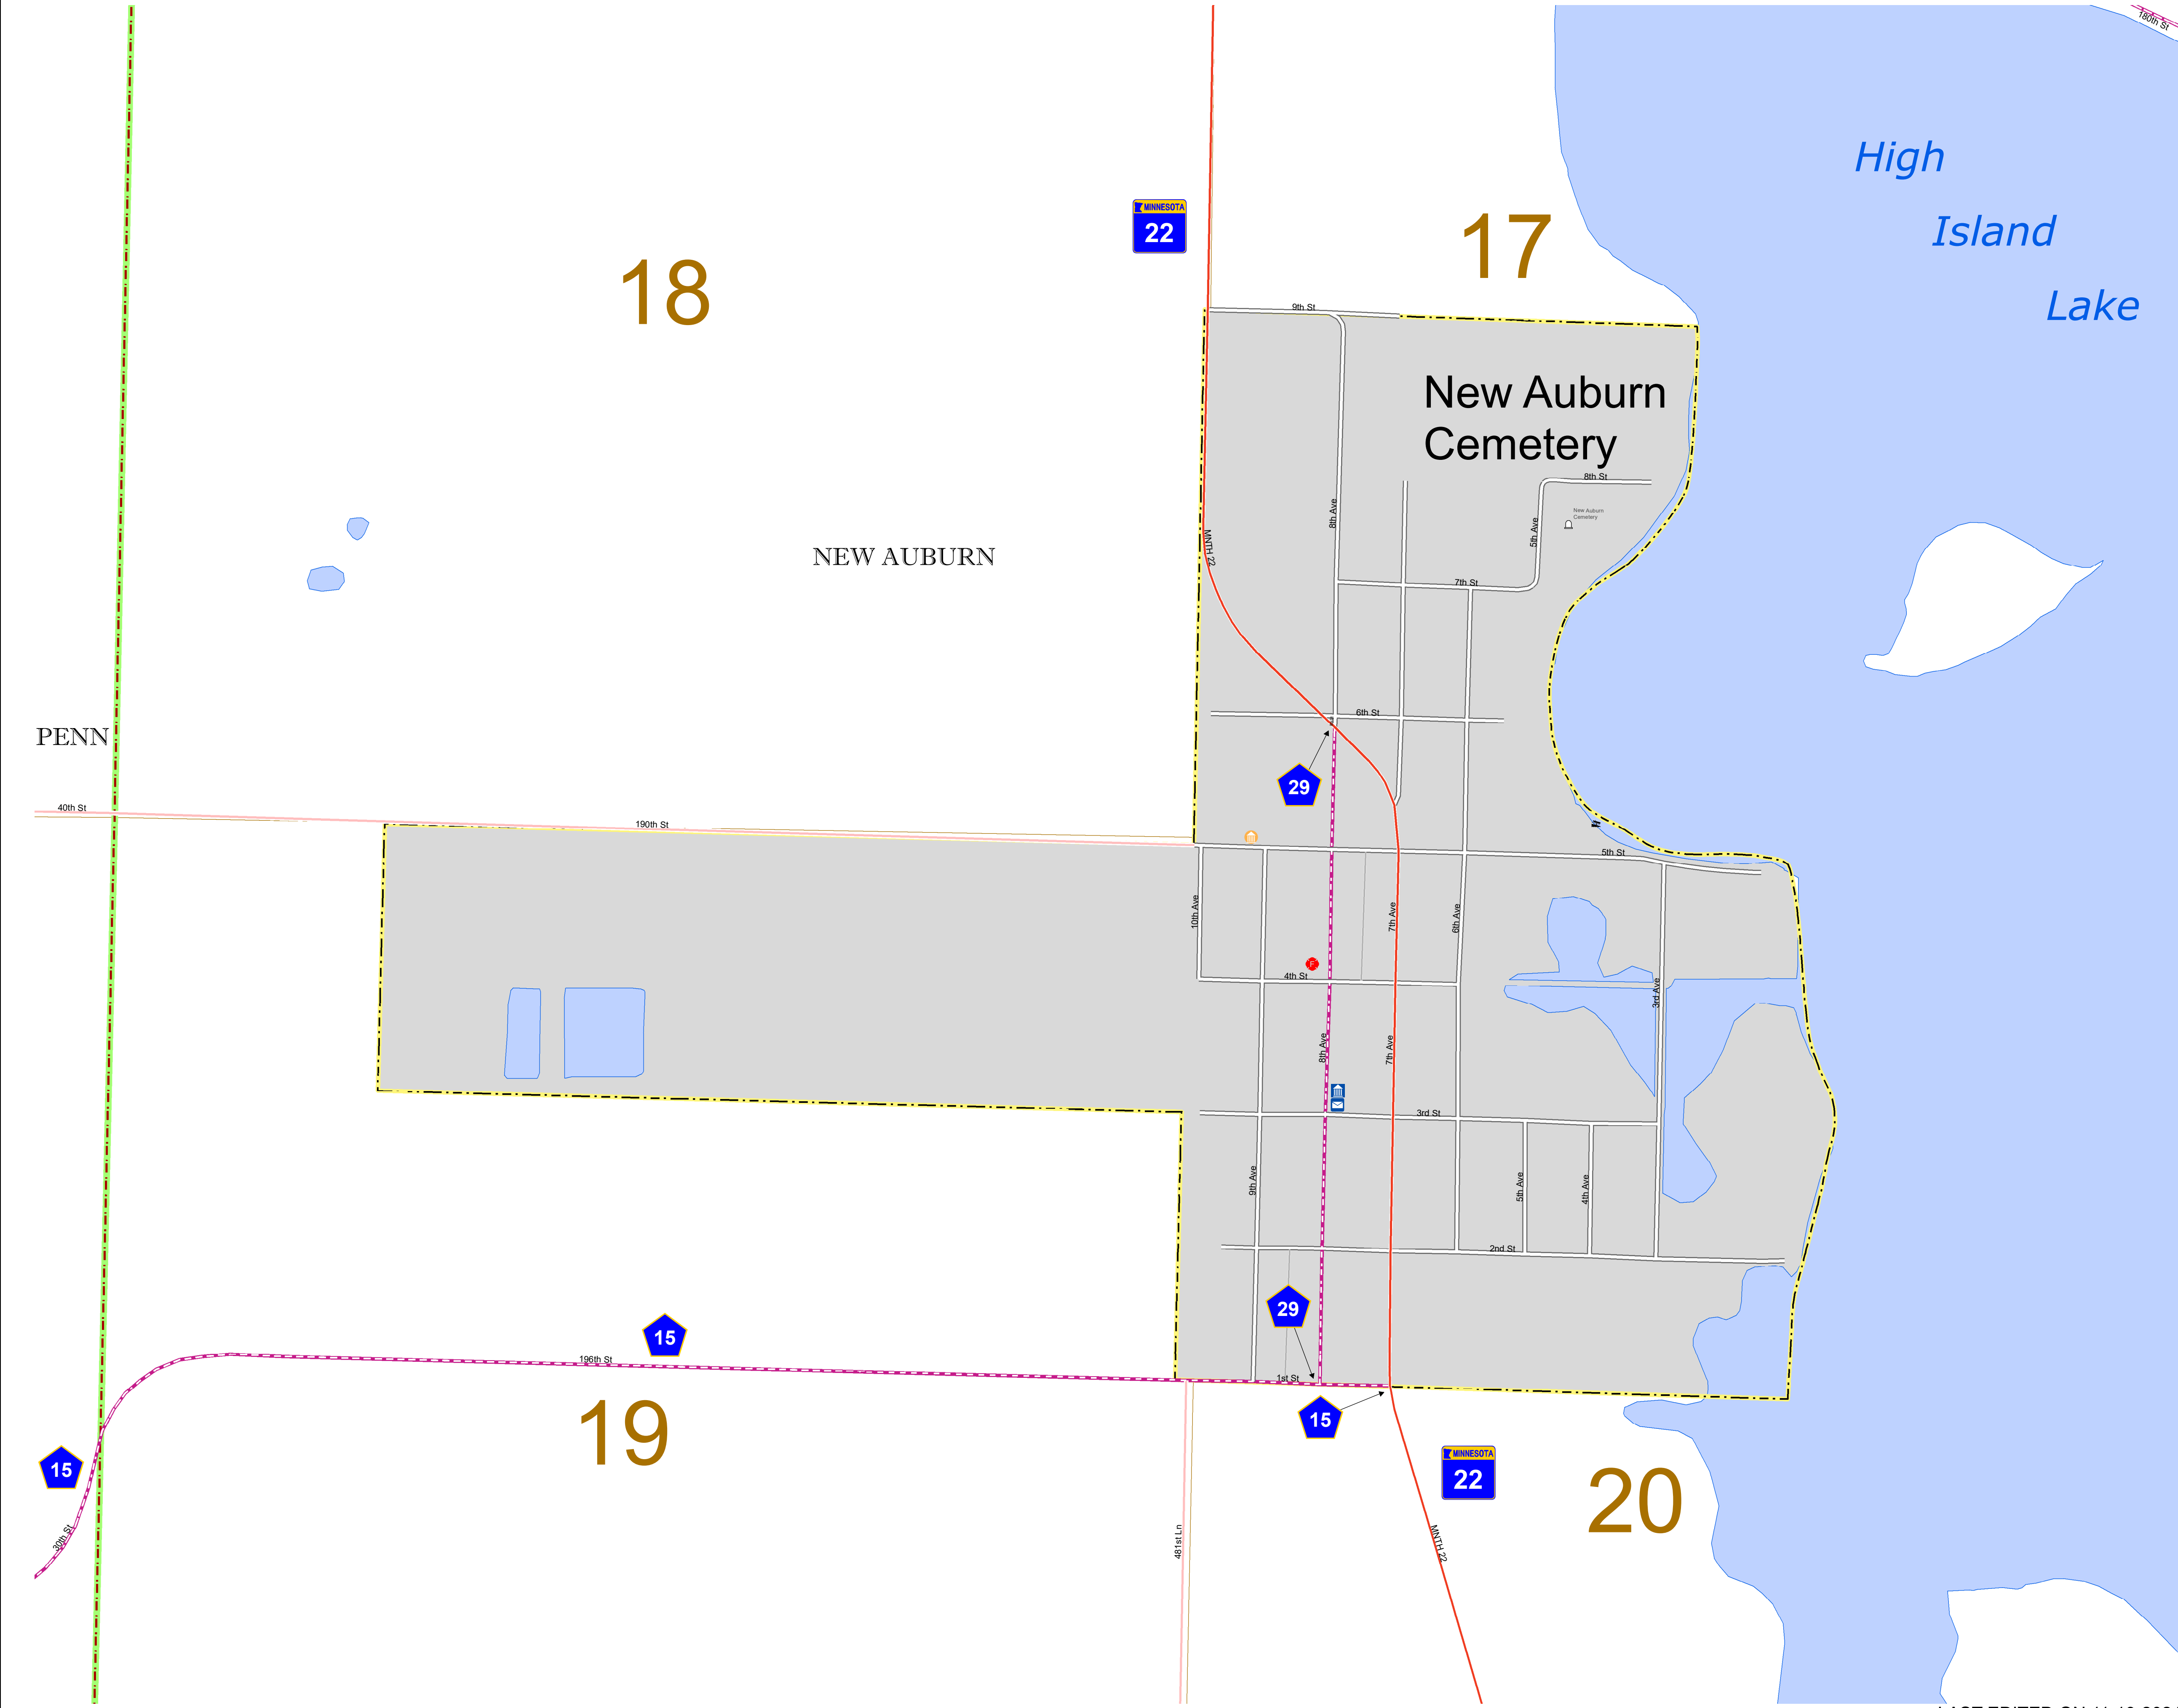 180th St
High
Island
Lake
MINNESOTA
22
17
18
9th St
New Auburn
Cemetery
8th St
New Auburn
Cemetery
8th Ave
5th Ave
MNTH 22
NEW AUBURN
7th St
6th St
PENN
29
40th St
190th St
5th St
10th Ave
7th Ave
6th Ave
F
4th St
3rd Ave
8th Ave
7th Ave
3rd St
9th Ave
5th Ave
4th Ave
2nd St
29
15
196th St
1st St
15
19
15
MINNESOTA
22
20
30th St
481st Ln
MNTH 22